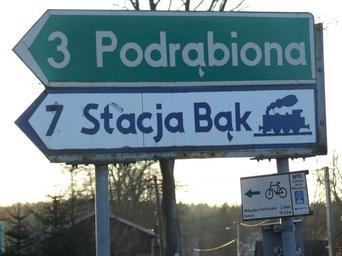 3 Podrąbiona
7 Stacja Bąk